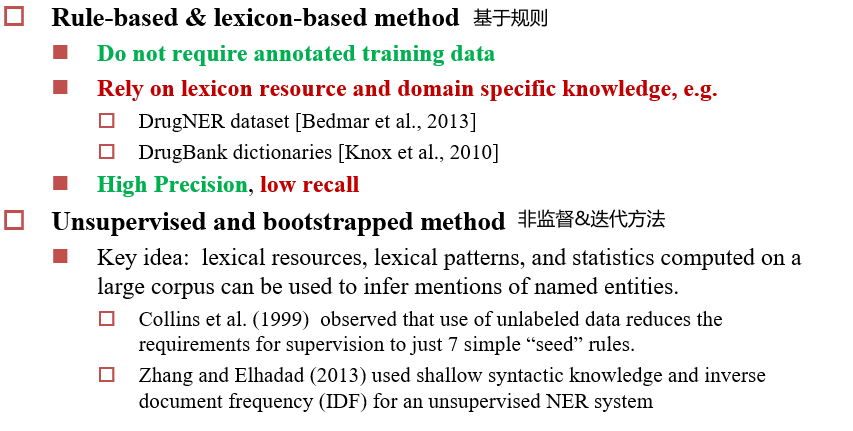 Rule-based & lexicon-based method 基于规则
Do not require annotated training data
Rely on lexicon resource and domain specific knowledge, e.g.
DrugNER dataset [Bedmar et al., 2013]
DrugBank dictionaries [Knox et al., 2010]
High Precision, low recall
Unsupervised and bootstrapped method 非监督&迭代方法
Key idea: lexical resources, lexical patterns, and statistics computed on a
large corpus can be used to infer mentions of named entities.
Collins et al. (1999) observed that use of unlabeled data reduces the
requirements for supervision to just 7 simple “seed” rules.
Zhang and Elhadad (2013) used shallow syntactic knowledge and inverse
document frequency (IDF) for an unsupervised NER system